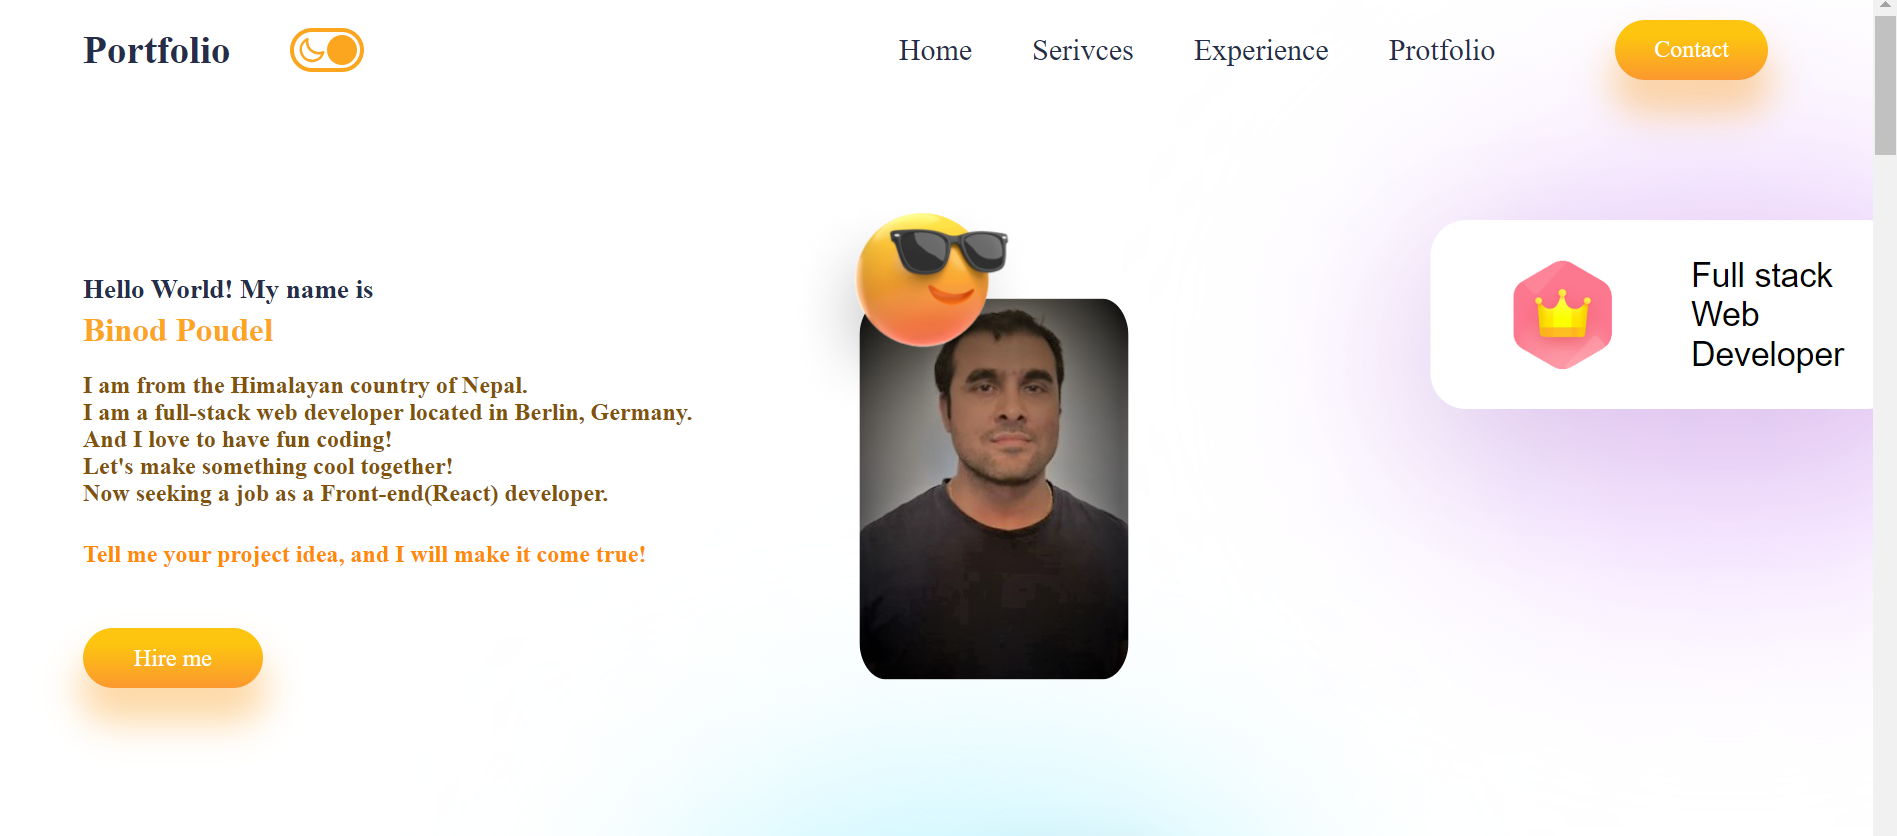 Portfolio
Home
Serivces
Experience
Protfolio
Contact
Hello World! My name is
Binod Poudel
I am from the Himalayan country of Nepal.
I am a full-stack web developer located in Berlin, Germany.
And I love to have fun coding!
Let's make something cool together!
Now seeking a job as a Front-end(React) developer.
Tell me your project idea, and I will make it come true!
Hire me
Full stack
Web
Developer